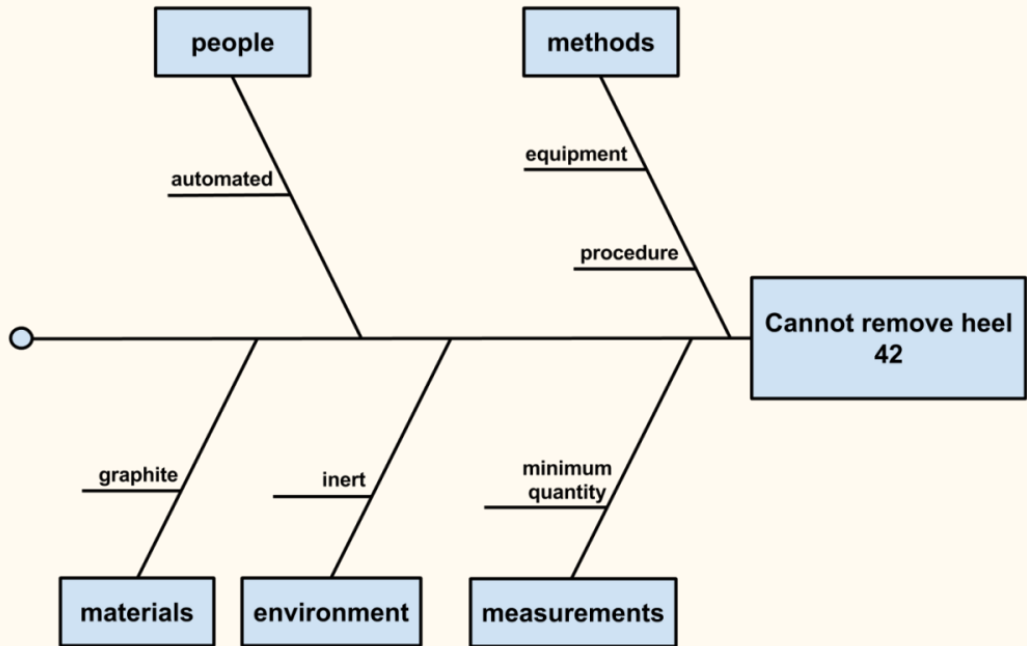 people
methods
equipment
automated
procedure
Cannot remove heel
42
graphite
inert
minimum
quantity
materials
environment
measurements